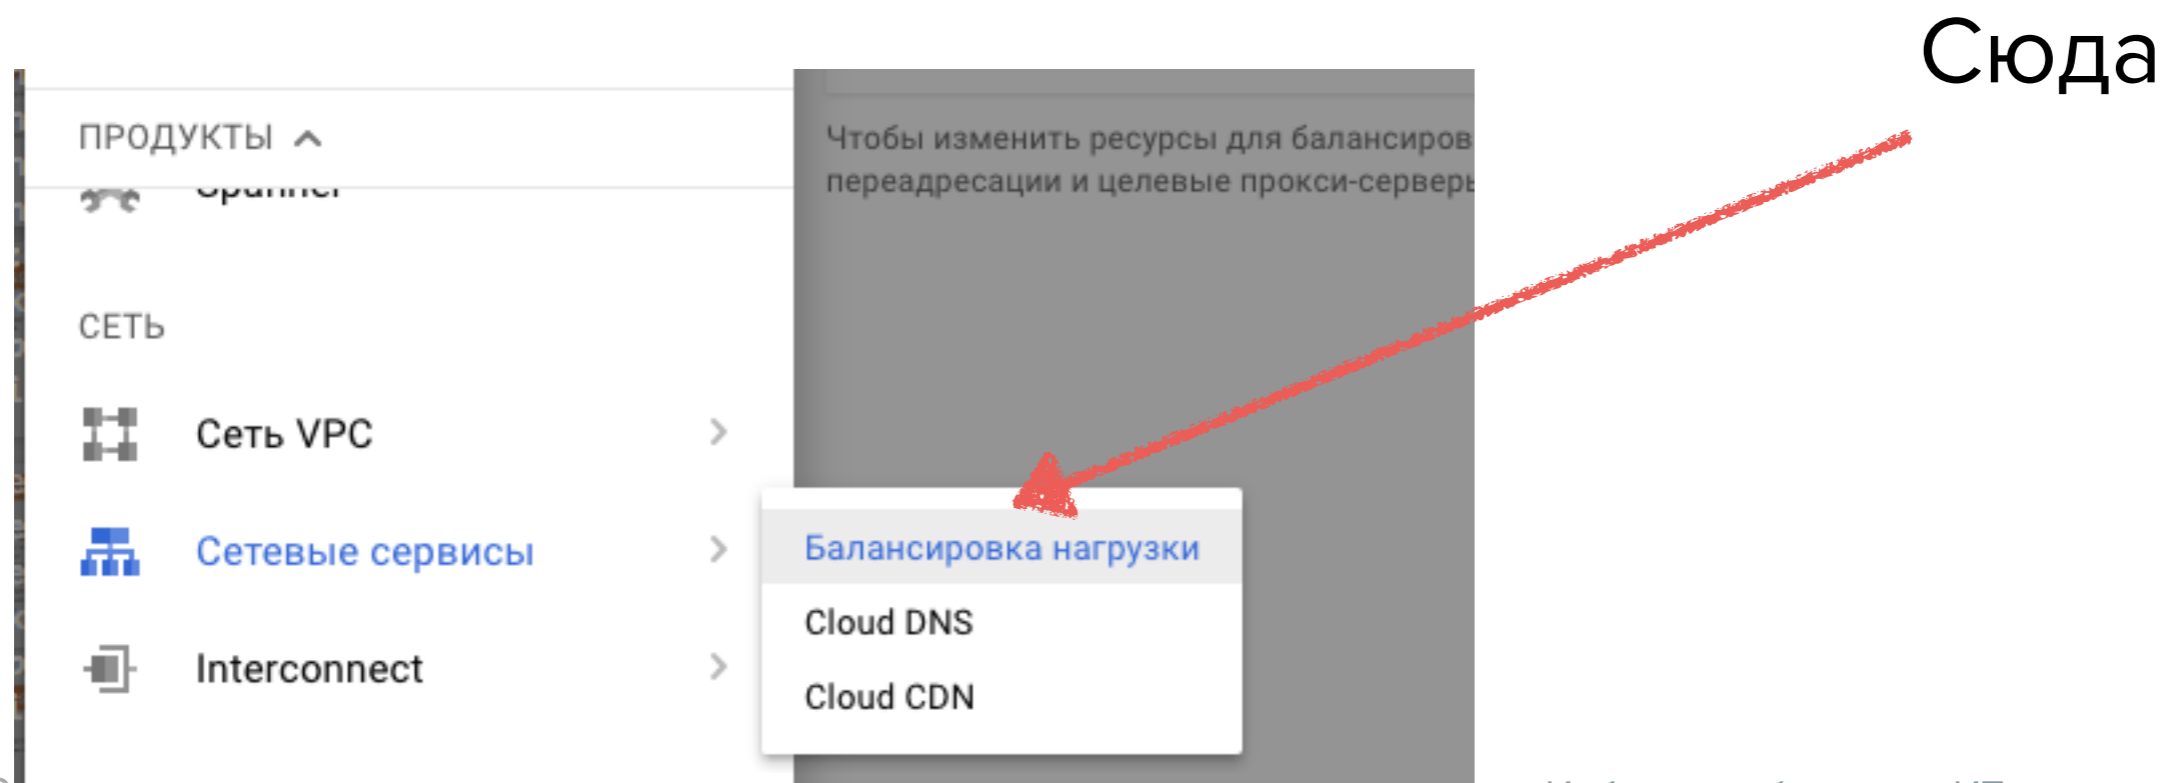 Сюда
ПРОДУКТЫ
Чтобы изменить ресурсы для балансиров
переадресации и целевые прокси-серверы
Spanner
СЕТЬ
Сеть VPC
Сетевые сервисы
Балансировка нагрузки
Cloud DNS
Interconnect
Cloud CDN